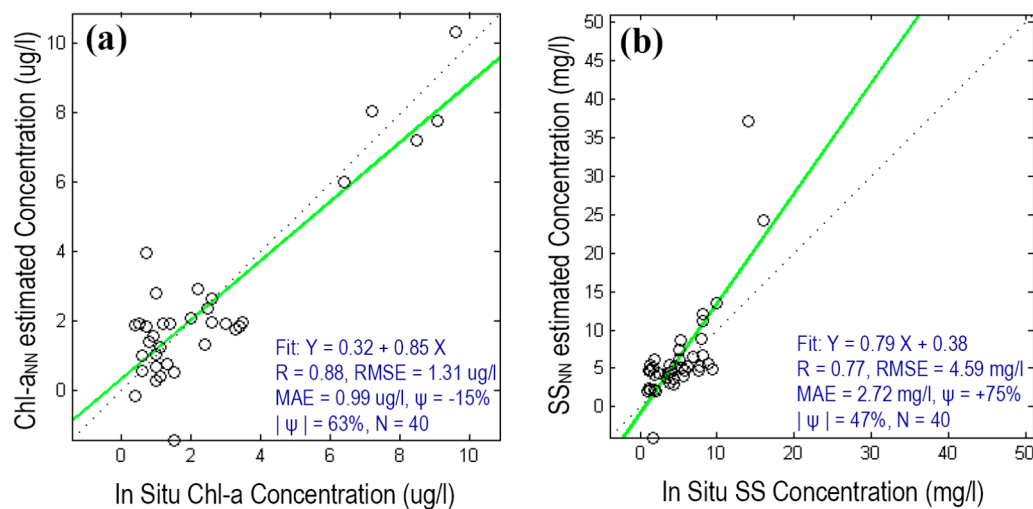 (a)
Chl-aNN estimated Concentration (ug/l)
10
8
6
4
2
0
Fit: Y = 0.32 + 0.85 X
R = 0.88, RMSE = 1.31 ug/l
MAE = 0.99 ug/l, ψ = -15%
| ψ | = 63%, N = 40
0 2 4 6 8 10
In Situ Chl-a Concentration (ug/l)
(b)
SSNN estimated Concentration (mg/l)
50
45
40
35
30
25
20
15
10
5
0
Fit: Y = 0.79 X + 0.38
R = 0.77, RMSE = 4.59 mg/l
MAE = 2.72 mg/l, ψ = +75%
| ψ | = 47%, N = 40
0 10 20 30 40 50
In Situ SS Concentration (mg/l)